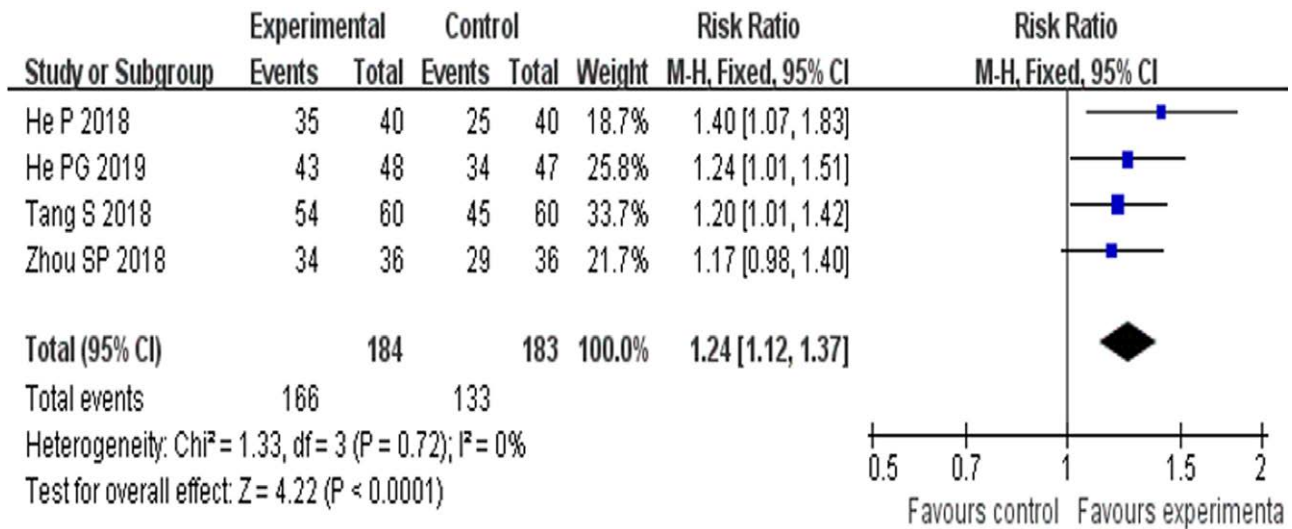 Experimental Control Risk Ratio Risk Ratio
Study or Subgroup Events Total Events Total Weight M-H, Fixed, 95% CI M-H, Fixed, 95% CI
He P 2018 35 40 25 40 18.7% 1.40 [1.07, 1.83]
He PG 2019 43 48 34 47 25.8% 1.24 [1.01, 1.51]
Tang S 2018 54 60 45 60 33.7% 1.20 [1.01, 1.42]
Zhou SP 2018 34 36 29 36 21.7% 1.17 [0.98, 1.40]
Total (95% CI) 184 183 100.0% 1.24 [1.12, 1.37]
Total events 166 133
Heterogeneity: Chi² = 1.33, df = 3 (P = 0.72); I² = 0%
Test for overall effect: Z = 4.22 (P < 0.0001)
0.5 0.7 1 1.5 2
Favours control Favours experimenta